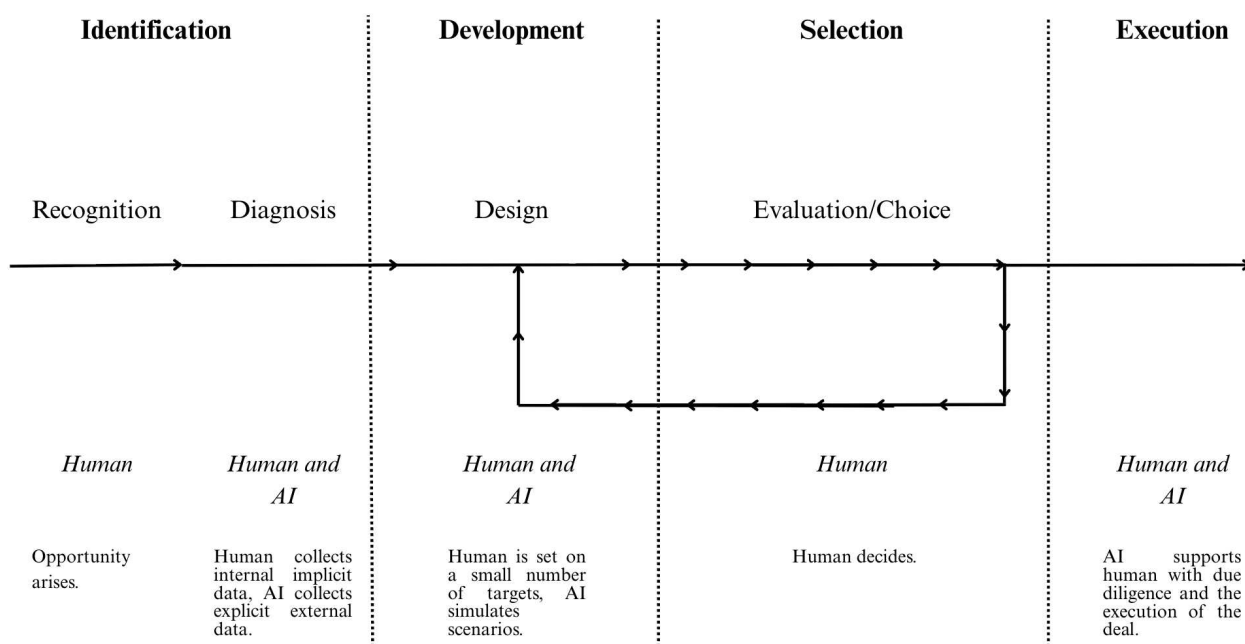 Identification
Development
Selection
Execution
Recognition
Diagnosis
Design
Evaluation/Choice
Human
Human and
AI
Human and
AI
Human
Human and
AI
Opportunity
arises.
Human collects
internal implicit
data, AI collects
explicit external
data.
Human is set on
a small number
of targets, AI
simulates
scenarios.
Human decides.
AI supports
human with due
diligence and the
execution of the
deal.